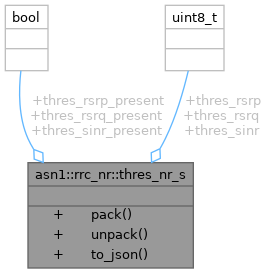 bool
uint8_t
+thres_rsrp_present
+thres_rsrq_present
+thres_sinr_present
+thres_rsrp
+thres_rsrq
+thres_sinr
asn1::rrc_nr::thres_nr_s
+ pack()
+ unpack()
+ to_json()